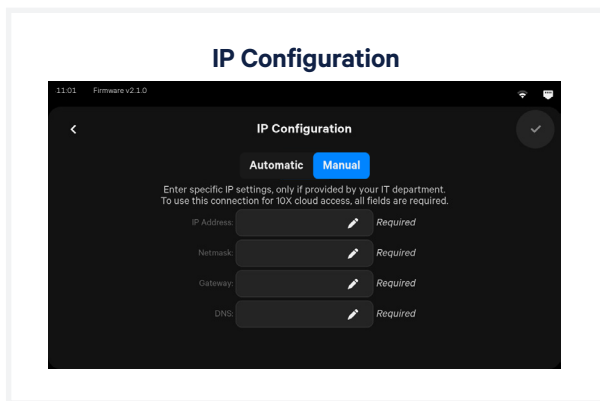 IP Configuration
11:01 Firmware v2.1.0
IP Configuration
Automatic Manual
Enter specific IP settings, only if provided by your IT department.
To use this connection for 10X cloud access, all fields are required.
IP Address: Required
Netmask: Required
Gateway: Required
DNS: Required